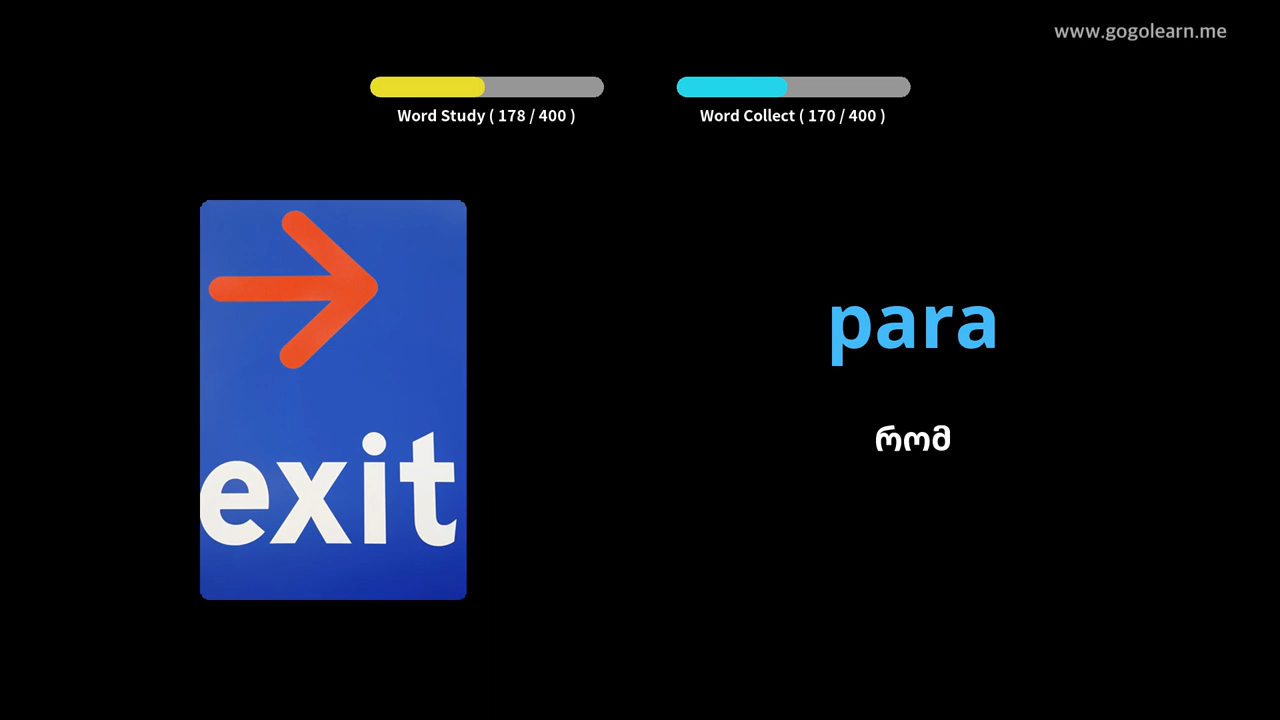 www.gogolearn.me
Word Study ( 178 / 400 )
Word Collect ( 170 / 400 )
exit
para
რომ